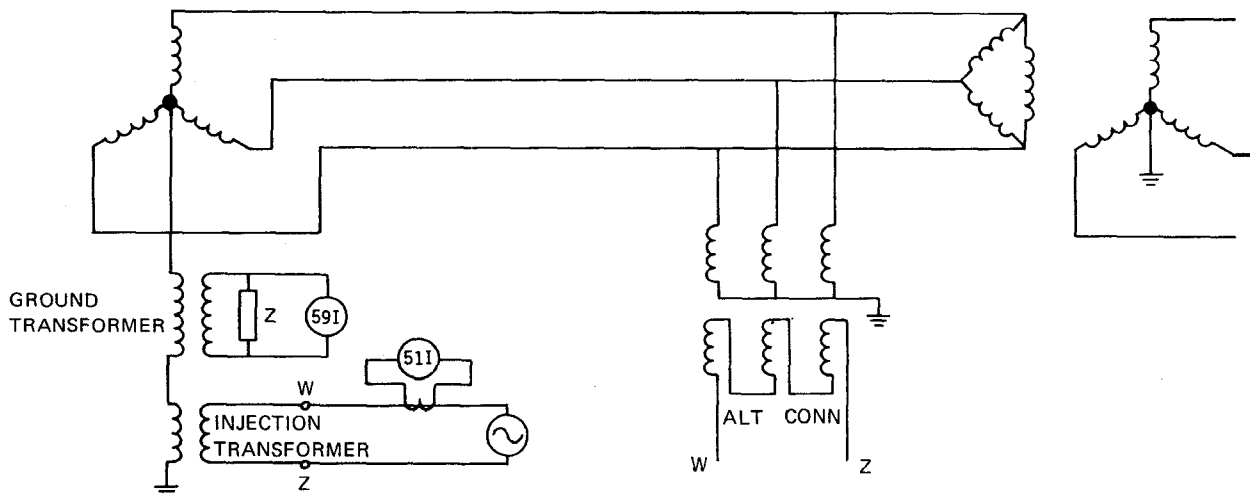 GROUND
TRANSFORMER
Z
59I
51I
W
INJECTION
TRANSFORMER
Z
ALT CONN
W
Z